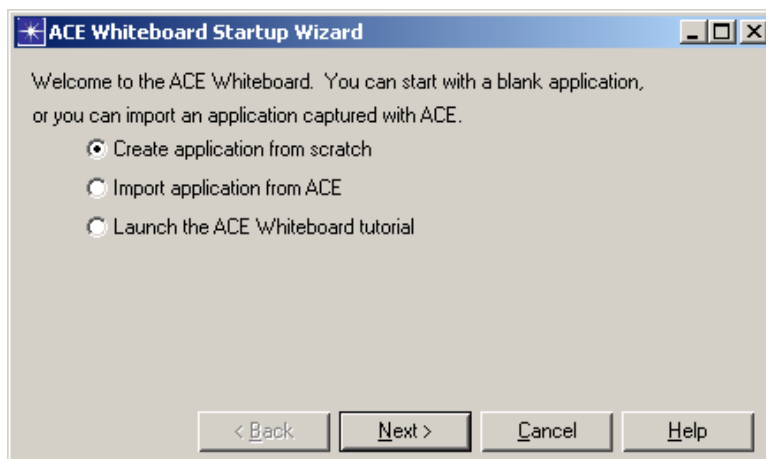 ACE Whiteboard Startup Wizard
Welcome to the ACE Whiteboard. You can start with a blank application,
or you can import an application captured with ACE.
Create application from scratch
Import application from ACE
Launch the ACE Whiteboard tutorial
< Back Next > Cancel Help